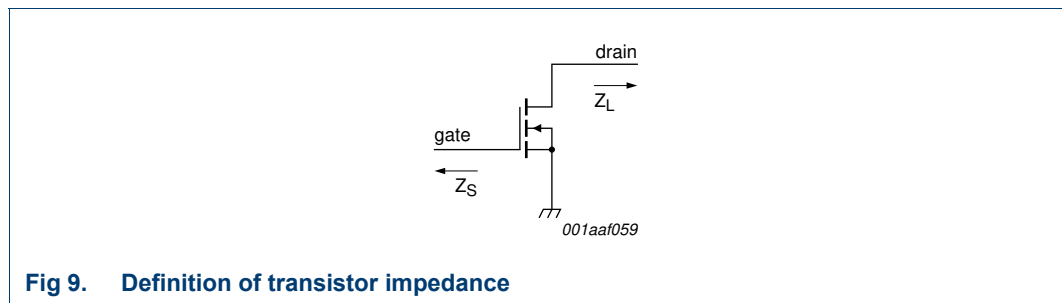 drain
Z_L
gate
Z_S
001aaf059
Fig 9. Definition of transistor impedance